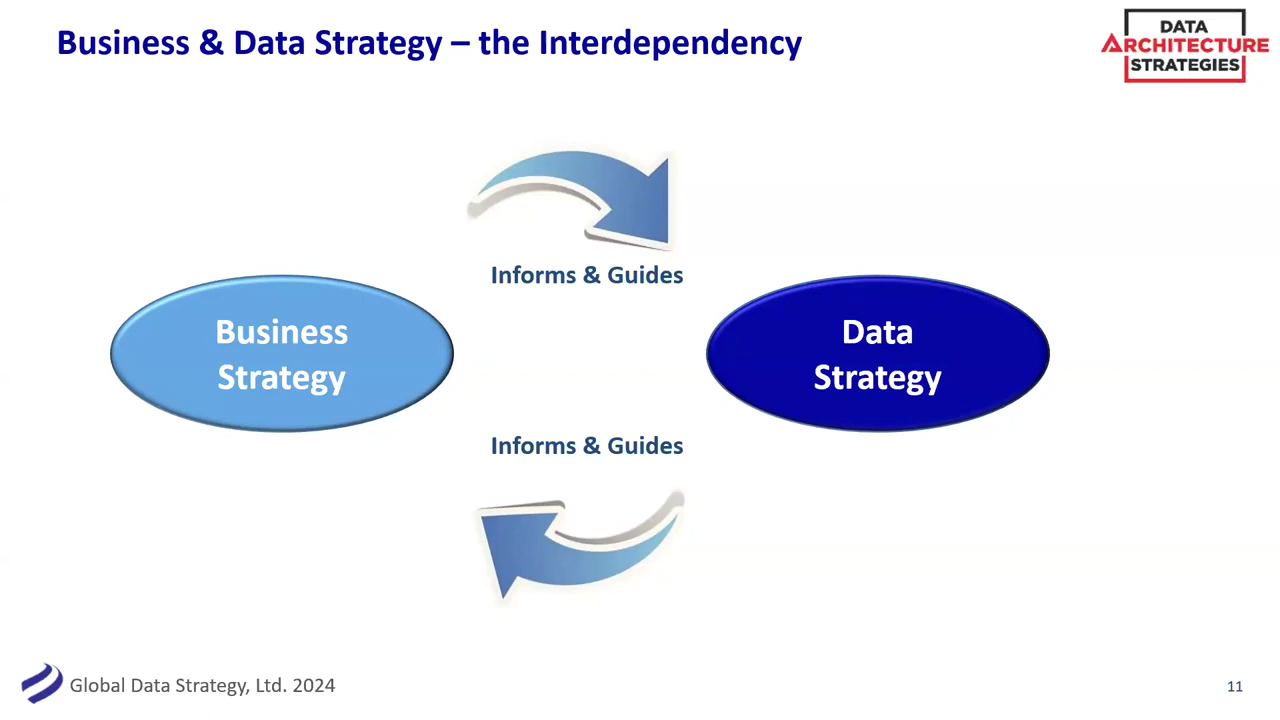 Business & Data Strategy – the Interdependency
DATA
ARCHITECTURE
STRATEGIES
Informs & Guides
Business
Strategy
Data
Strategy
Informs & Guides
Global Data Strategy, Ltd. 2024
11